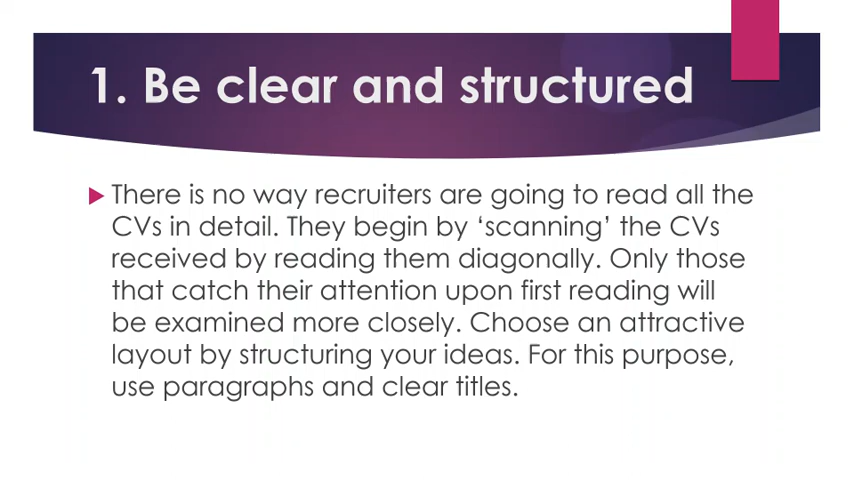 1. Be clear and structured
There is no way recruiters are going to read all the
CVs in detail. They begin by ‘scanning’ the CVs
received by reading them diagonally. Only those
that catch their attention upon first reading will
be examined more closely. Choose an attractive
layout by structuring your ideas. For this purpose,
use paragraphs and clear titles.